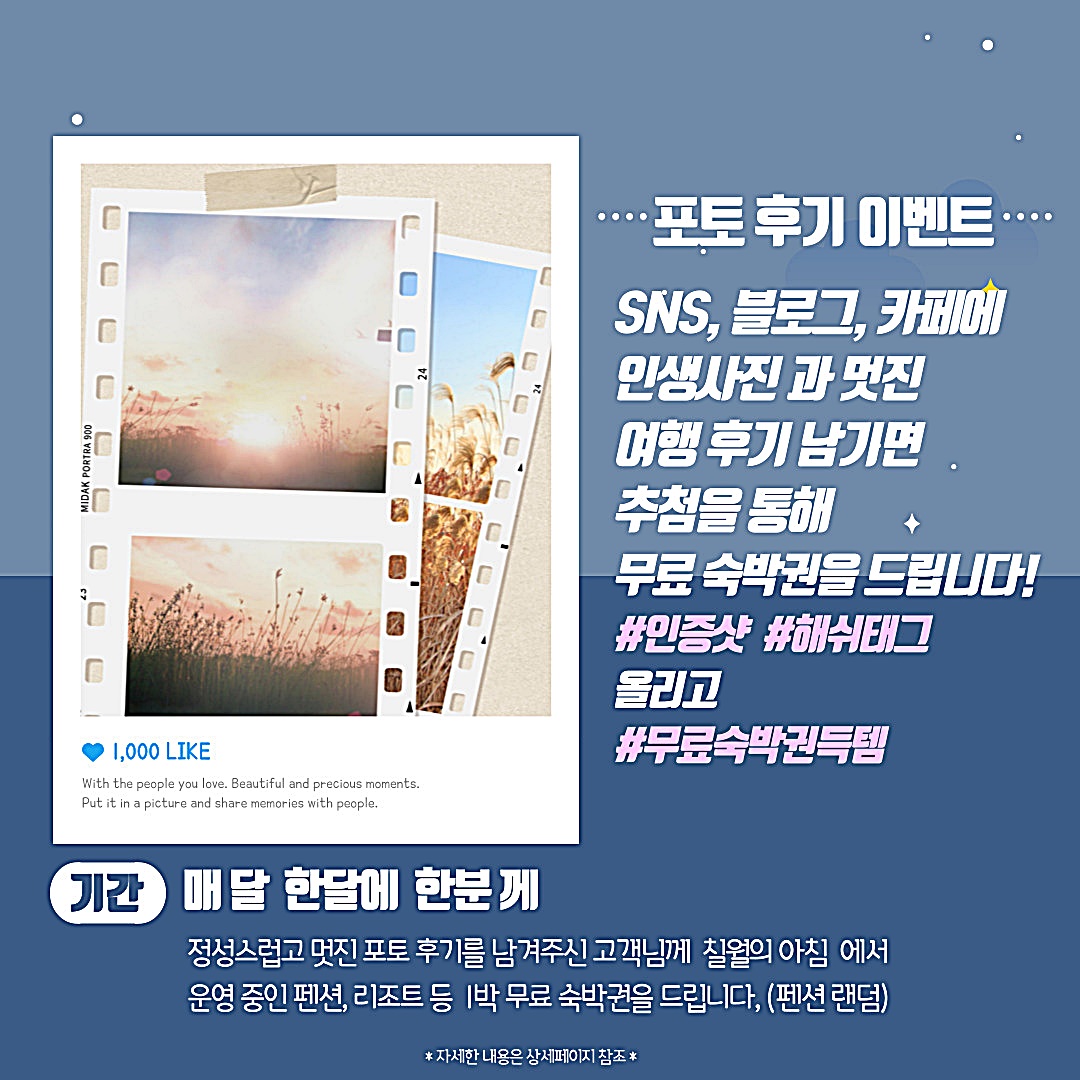 포토 후기 이벤트
SNS, 블로그, 카페에
인생사진 과 멋진
여행 후기 남기면
추첨을 통해
무료 숙박권을 드립니다!
#인증샷 #해쉬태그
올리고
#무료숙박권득템
MIDAK PORTRA 900
24
24
23
1,000 LIKE
With the people you love. Beautiful and precious moments.
Put it in a picture and share memories with people.
기간 매 달 한달에 한분 께
정성스럽고 멋진 포토 후기를 남겨주신 고객님께 칠월의 아침 에서
운영 중인 펜션, 리조트 등 1박 무료 숙박권을 드립니다, (펜션 랜덤)
* 자세한 내용은 상세페이지 참조 *